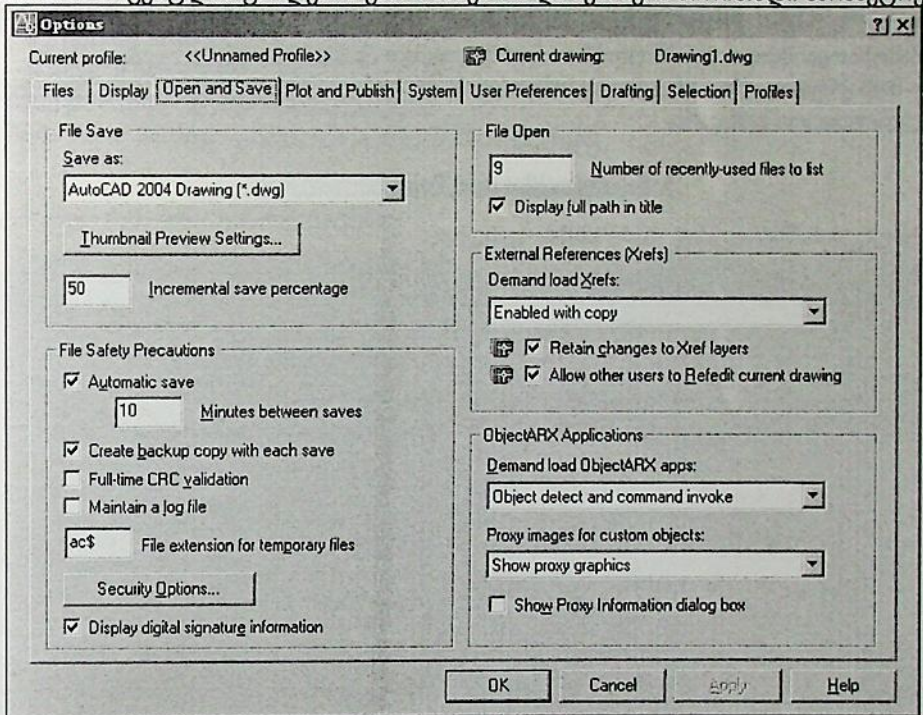 Options
Current profile: <<Unnamed Profile>> Current drawing: Drawing1.dwg
Files Display Open and Save Plot and Publish System User Preferences Drafting Selection Profiles
File Save
Save as:
AutoCAD 2004 Drawing (*.dwg)
Thumbnail Preview Settings...
50 Incremental save percentage
File Safety Precautions
Automatic save
10 Minutes between saves
Create backup copy with each save
Full-time CRC validation
Maintain a log file
ac$ File extension for temporary files
Security Options...
Display digital signature information
File Open
9 Number of recently-used files to list
Display full path in title
External References (Xrefs)
Demand load Xrefs:
Enabled with copy
Retain changes to Xref layers
Allow other users to Refedit current drawing
ObjectARX Applications
Demand load ObjectARX apps:
Object detect and command invoke
Proxy images for custom objects:
Show proxy graphics
Show Proxy Information dialog box
OK Cancel Apply Help